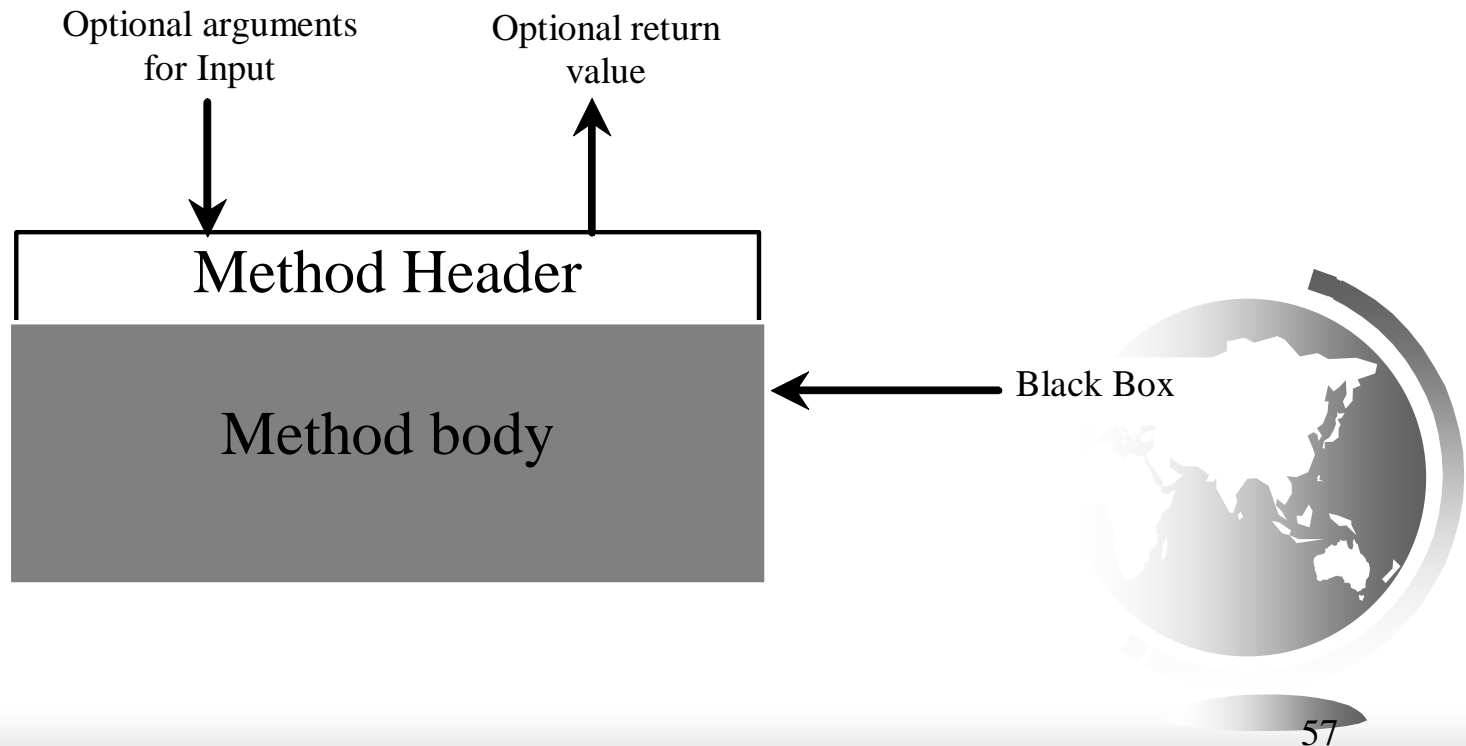 Optional arguments
for Input
Optional return
value
Method Header
Method body
Black Box
57